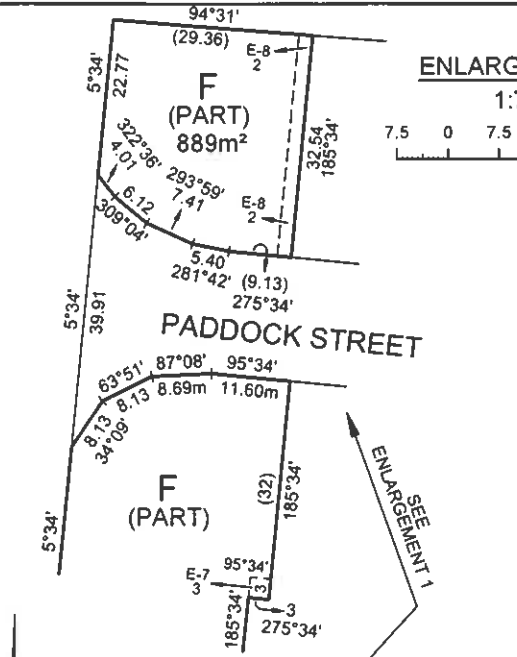 94°31'
(29.36)
E-8
2
ENLARG
1:
7.5 0 7.5
5°34'
22.77
F
(PART)
889m²
32.54
185°34'
322°36'
4.01
293°59'
7.41
6.12
309°04'
E-8
2
5.40
281°42'
(9.13)
275°34'
5°34'
39.91
PADDOCK STREET
63°51'
8.13
87°08'
8.69m
95°34'
11.60m
8.13
34°09'
F
(PART)
(32)
185°34'
SEE
ENLARGEMENT 1
5°34'
E-7
3
95°34'
3
3
185°34'
275°34'